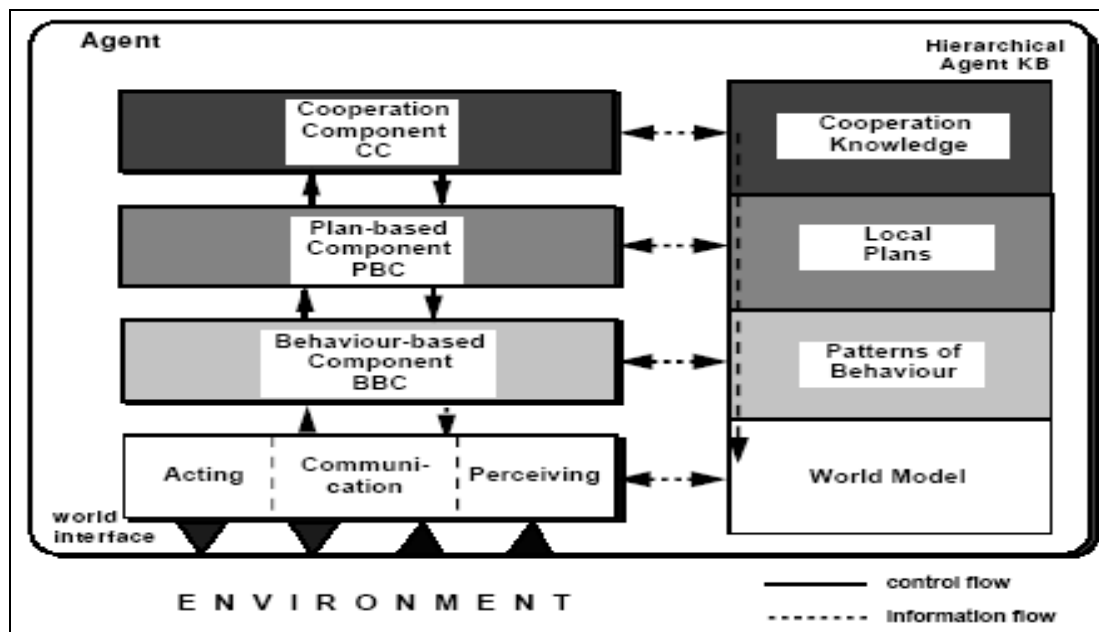 Agent
Hierarchical
Agent KB
Cooperation
Component
CC
Cooperation
Knowledge
Plan-based
Component
PBC
Local
Plans
Behaviour-based
Component
BBC
Patterns of
Behaviour
Acting
Communi-
cation
Perceiving
World Model
world
interface
ENVIRONMENT
control flow
information flow